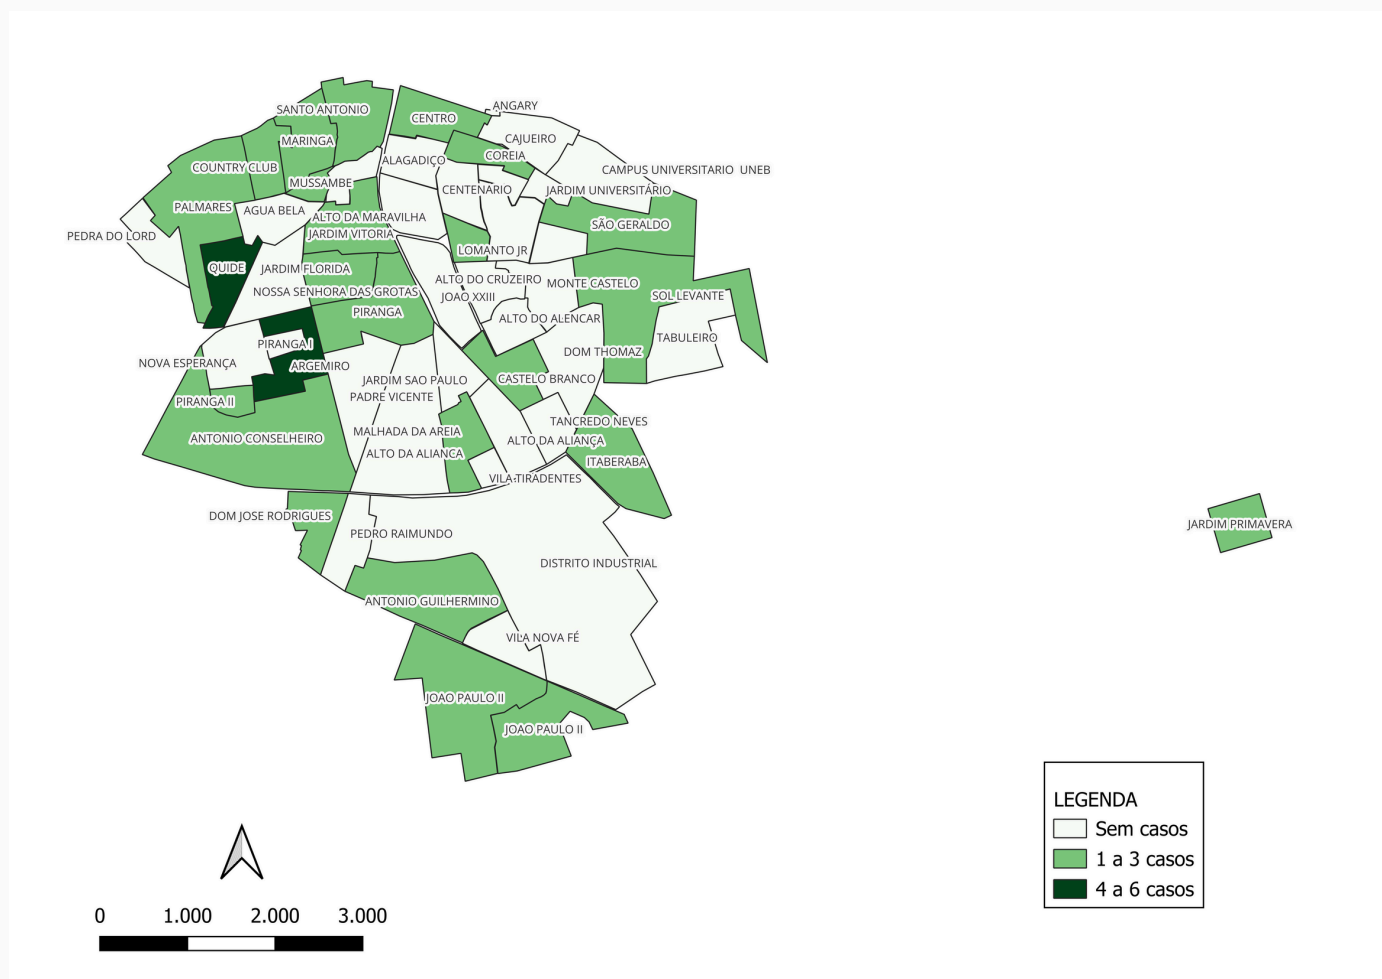 ANGARY
SANTO ANTONIO
CENTRO
CAJUEIRO
MARINGA
COREIA
ALAGADIÇO
COUNTRY CLUB
CAMPUS UNIVERSITARIO UNEB
MUSSAMBE
CENTENARIO
JARDIM UNIVERSITÁRIO
PALMARES
AGUA BELA
ALTO DA MARAVILHA
SÃO GERALDO
PEDRA DO LORD
JARDIM VITORIA
LOMANTO JR
QUIDE
JARDIM FLORIDA
ALTO DO CRUZEIRO
MONTE CASTELO
NOSSA SENHORA DAS GROTAS
JOAO XXIII
SOL LEVANTE
PIRANGA
ALTO DO ALENCAR
TABULEIRO
PIRANGA I
DOM THOMAZ
NOVA ESPERANÇA
ARGEMIRO
JARDIM SAO PAULO
CASTELO BRANCO
PIRANGA II
PADRE VICENTE
TANCREDO NEVES
ANTONIO CONSELHEIRO
MALHADA DA AREIA
ALTO DA ALIANÇA
ALTO DA ALIANCA
ITABERABA
VILA TIRADENTES
DOM JOSE RODRIGUES
JARDIM PRIMAVERA
PEDRO RAIMUNDO
DISTRITO INDUSTRIAL
ANTONIO GUILHERMINO
VILA NOVA FÉ
JOAO PAULO II
JOAO PAULO II
LEGENDA
Sem casos
1 a 3 casos
4 a 6 casos
0 1.000 2.000 3.000